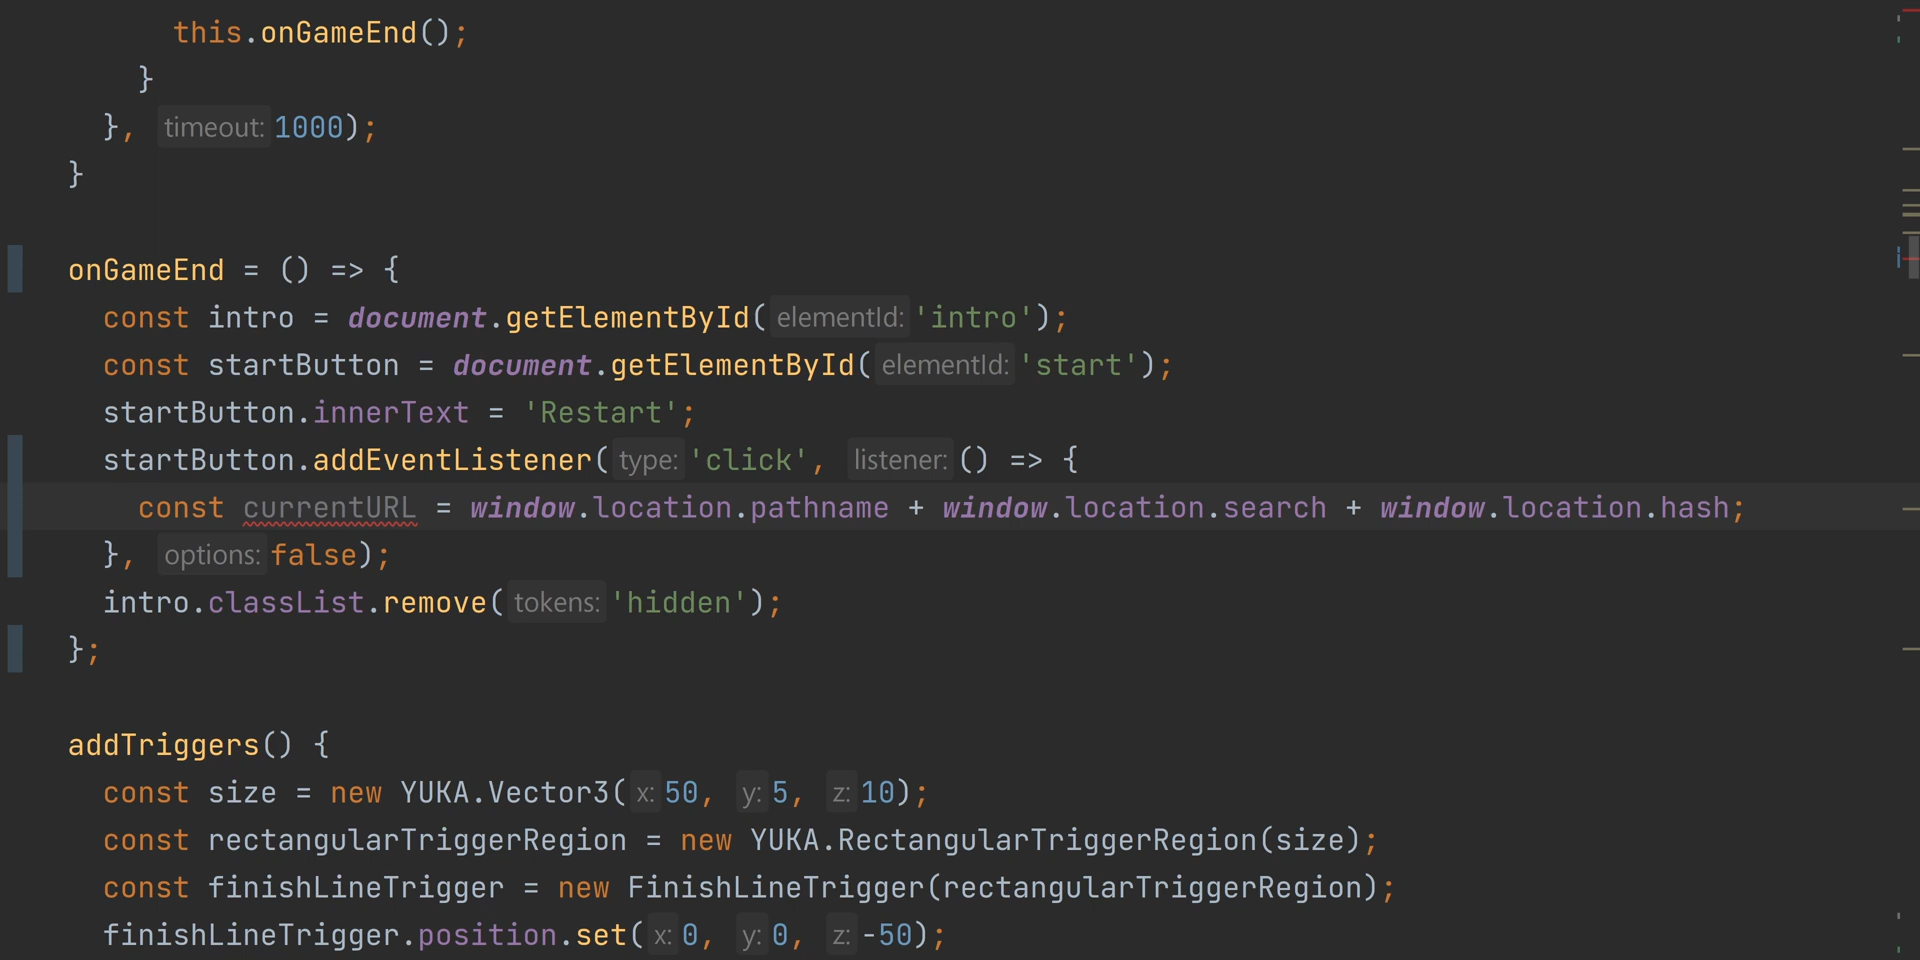 this.onGameEnd();
}
}, timeout: 1000);
}
onGameEnd = () => {
const intro = document.getElementById( elementId: 'intro');
const startButton = document.getElementById( elementId: 'start');
startButton.innerText = 'Restart';
startButton.addEventListener( type: 'click', listener: () => {
const currentURL = window.location.pathname + window.location.search + window.location.hash;
}, options: false);
intro.classList.remove( tokens: 'hidden');
};
addTriggers() {
const size = new YUKA.Vector3( x: 50, y: 5, z: 10);
const rectangularTriggerRegion = new YUKA.RectangularTriggerRegion(size);
const finishLineTrigger = new FinishLineTrigger(rectangularTriggerRegion);
finishLineTrigger.position.set( x: 0, y: 0, z: -50);